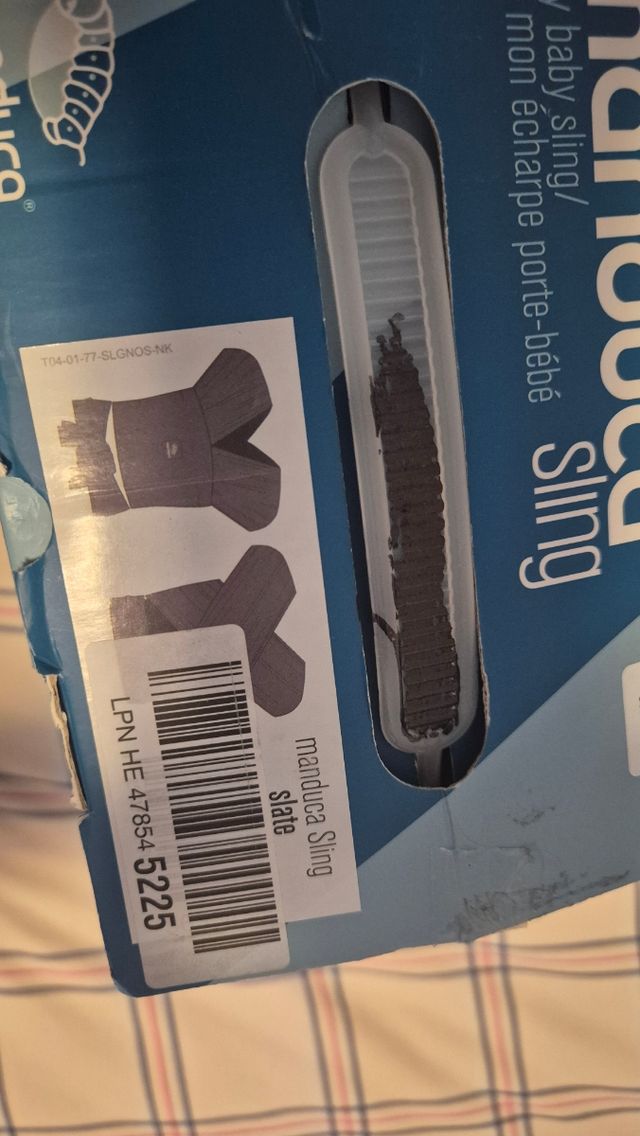 manduca
Sling
baby sling/
mon écharpe porte-bébé
®
T04-01-77-SLGNOS-NK
manduca Sling
slate
LPN HE 47854 5225